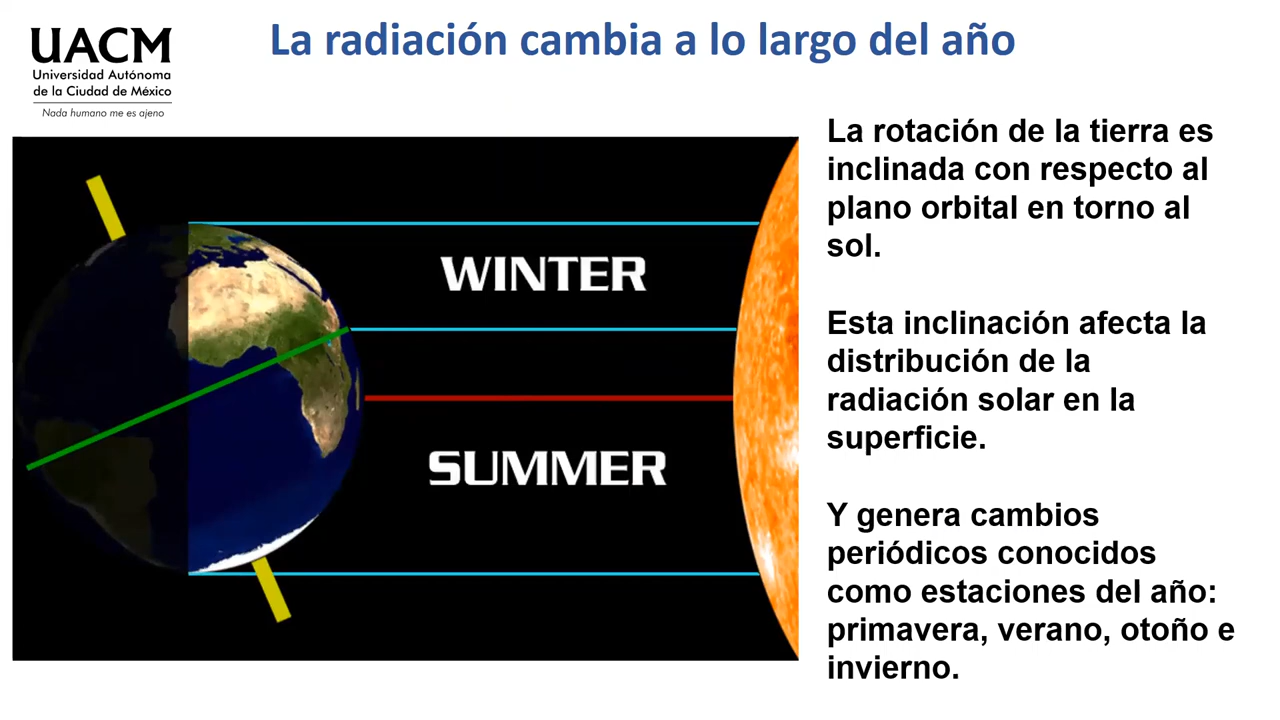 La radiación cambia a lo largo del año
UACM
Universidad Autónoma
de la Ciudad de México
Nada humano me es ajeno
WINTER
SUMMER
La rotación de la tierra es
inclinada con respecto al
plano orbital en torno al
sol.
Esta inclinación afecta la
distribución de la
radiación solar en la
superficie.
Y genera cambios
periódicos conocidos
como estaciones del año:
primavera, verano, otoño e
invierno.